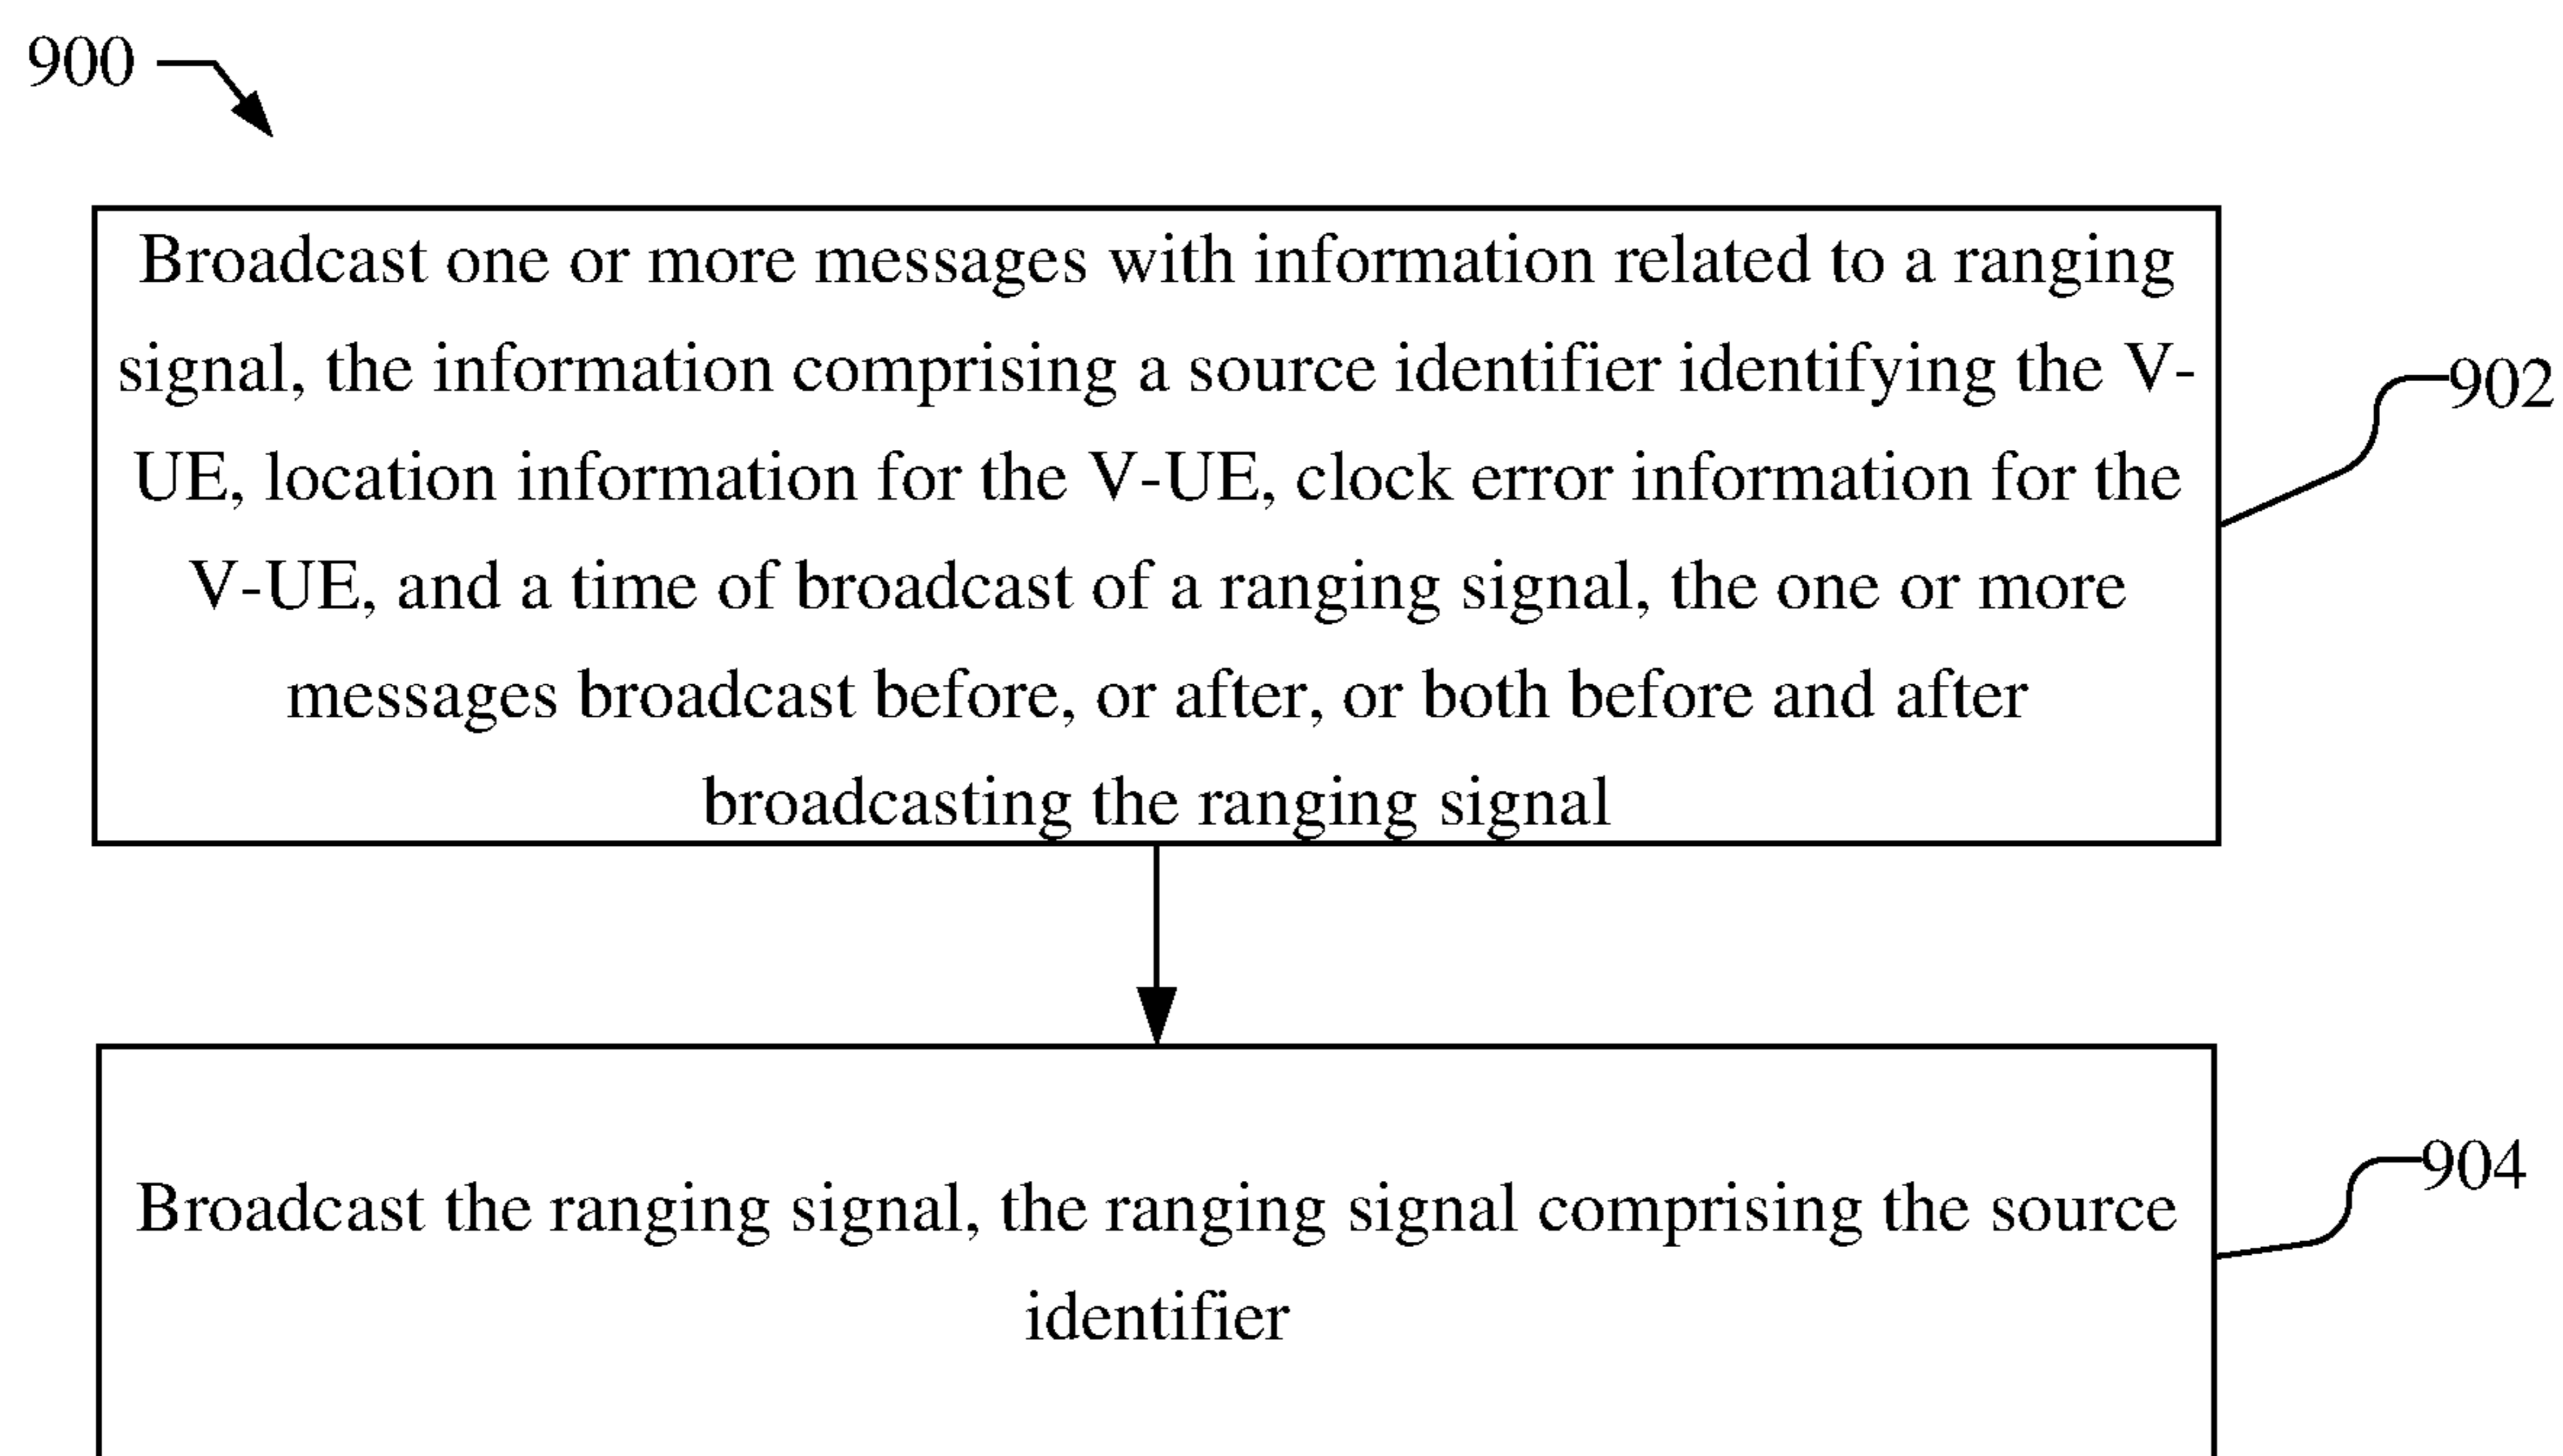 900
Broadcast one or more messages with information related to a ranging
signal, the information comprising a source identifier identifying the V-
UE, location information for the V-UE, clock error information for the
V-UE, and a time of broadcast of a ranging signal, the one or more
messages broadcast before, or after, or both before and after
broadcasting the ranging signal
902
Broadcast the ranging signal, the ranging signal comprising the source
identifier
904